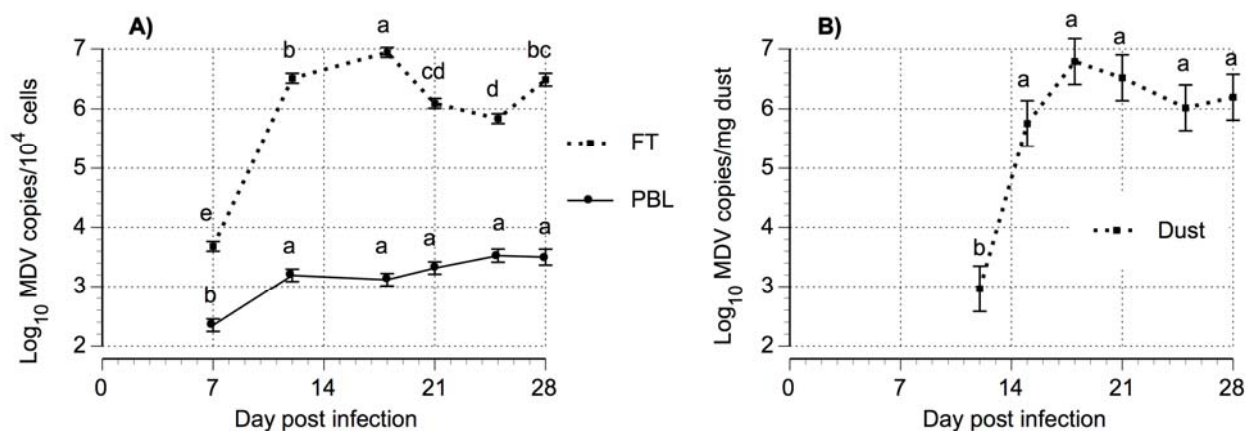 A)
Log10 MDV copies/10^4 cells
7
6
5
4
3
2
e
b
a
cd
d
bc
b
a
a
a
a
a
0
7
14
21
28
Day post infection
FT
PBL
B)
Log10 MDV copies/mg dust
7
6
5
4
3
2
b
a
a
a
a
a
Dust
0
7
14
21
28
Day post infection